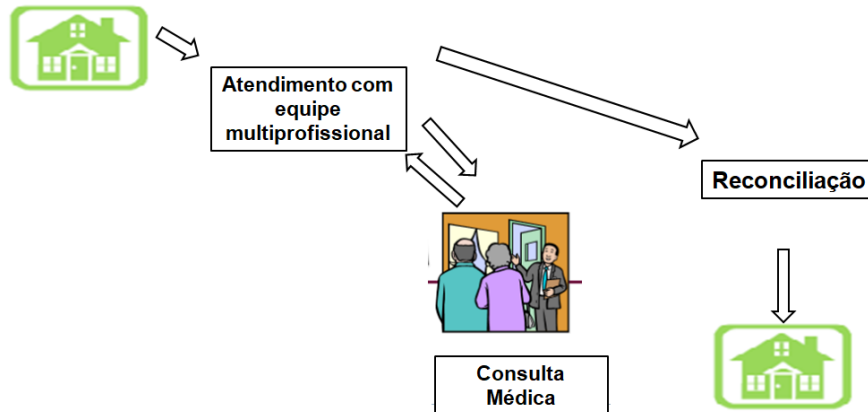 Atendimento com
equipe
multiprofissional
Reconciliação
Consulta
Médica